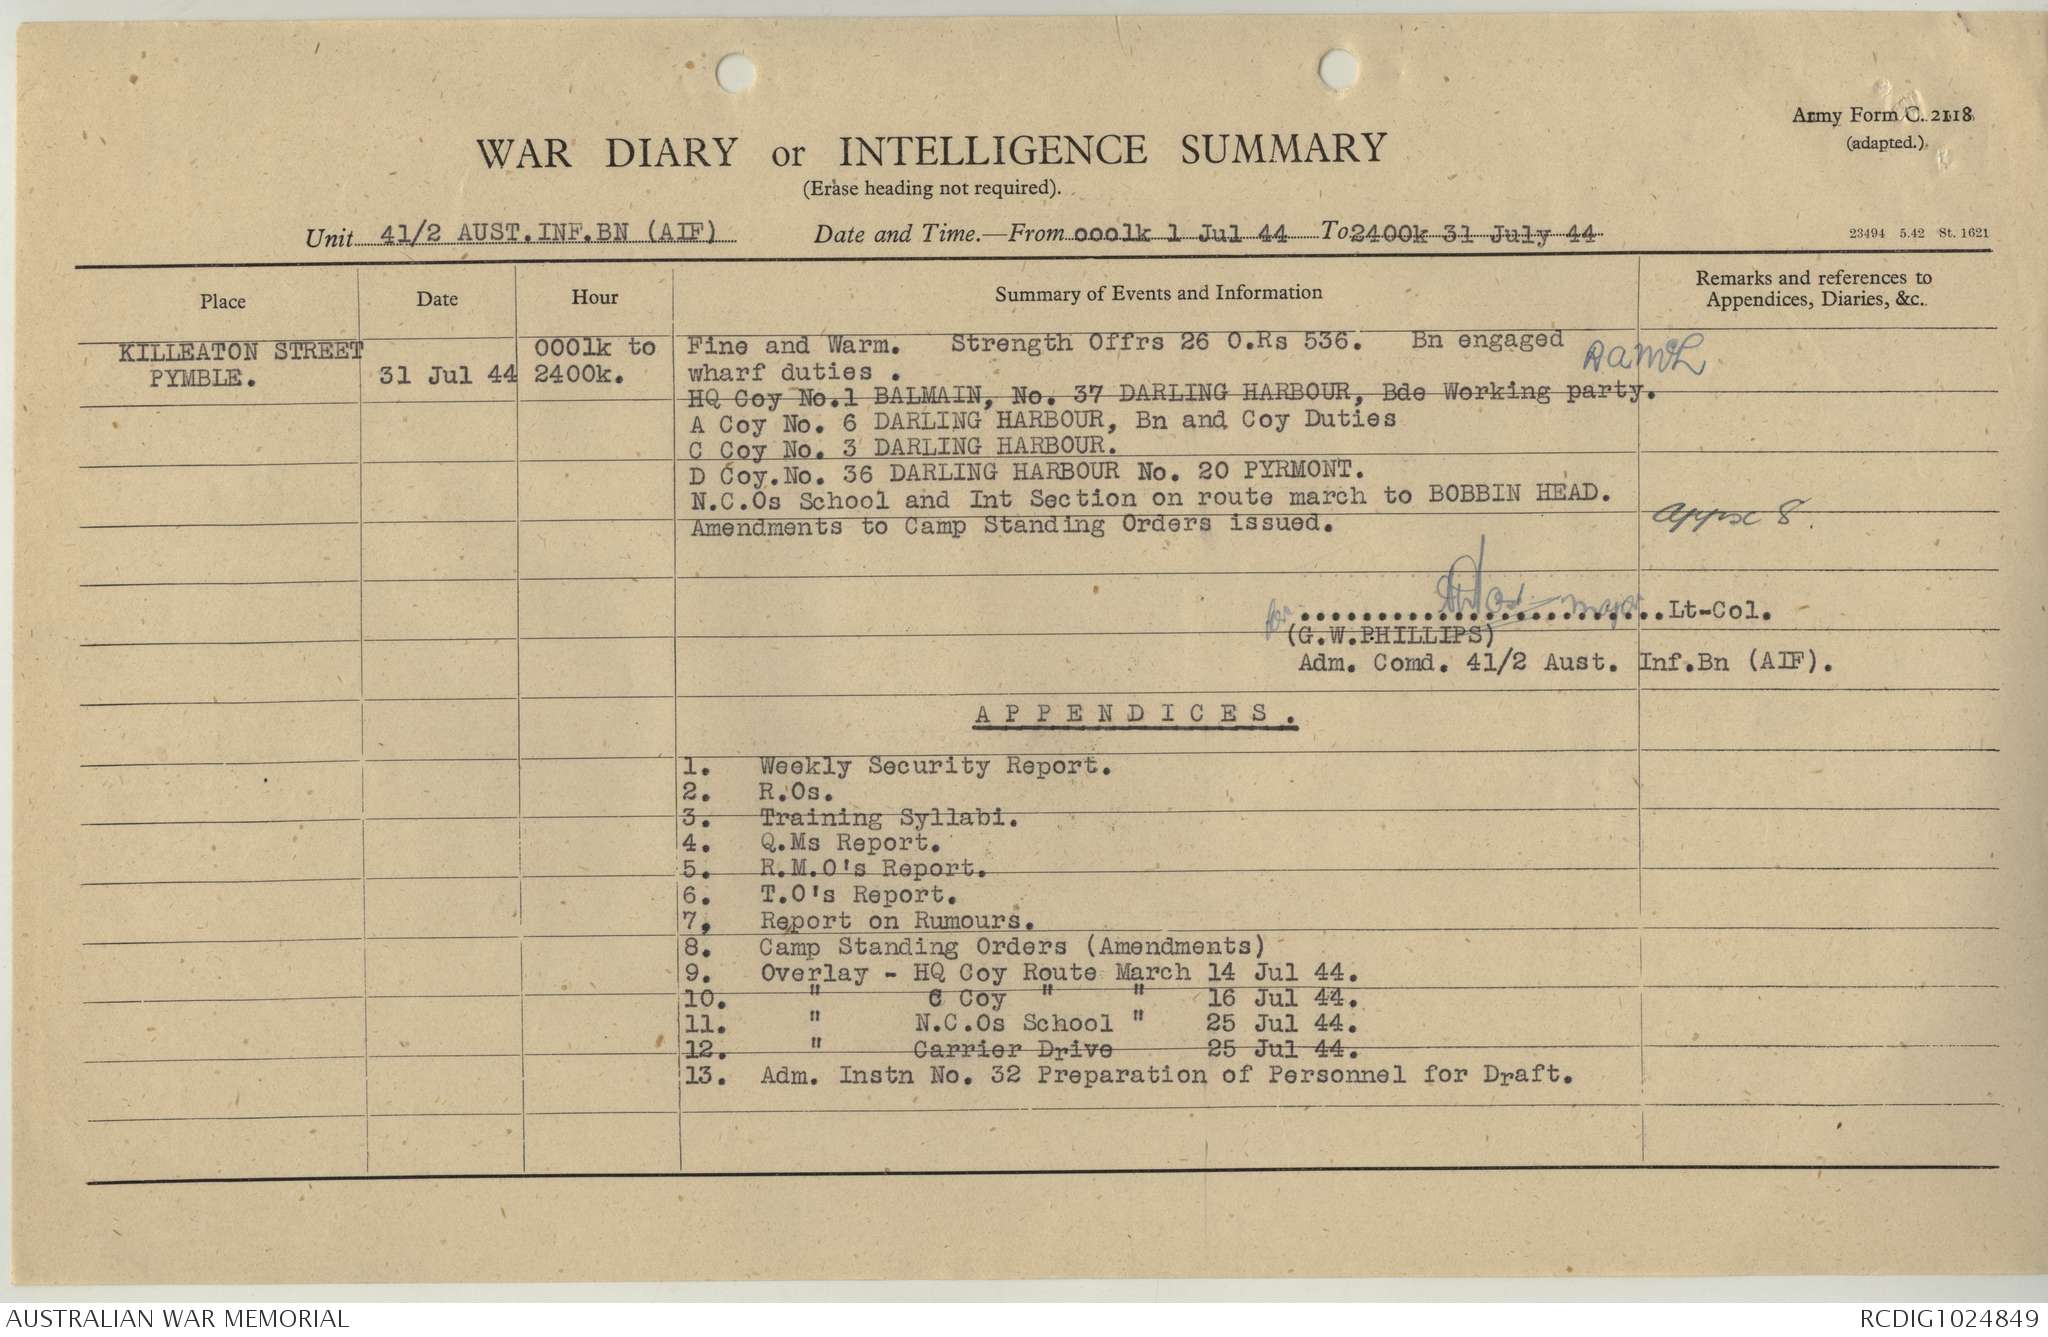 Army Form C. 2118.
(adapted.)
WAR DIARY or INTELLIGENCE SUMMARY
(Erase heading not required).
Unit 41/2 AUST.INF.BN (AIF) Date and Time.—From 0001k 1 Jul 44 To 2400k 31 July 44
23494 5.42 St. 1621
Place Date Hour Summary of Events and Information Remarks and references to
Appendices, Diaries, &c.
KILLEATON STREET 0001k to Fine and Warm. Strength Offrs 26 O.Rs 536. Bn engaged
PYMBLE. 31 Jul 44 2400k. wharf duties .
HQ Coy No.1 BALMAIN, No. 37 DARLING HARBOUR, Bde Working party.
A Coy No. 6 DARLING HARBOUR, Bn and Coy Duties
C Coy No. 3 DARLING HARBOUR.
D Coy.No. 36 DARLING HARBOUR No. 20 PYRMONT.
N.C.Os School and Int Section on route march to BOBBIN HEAD.
Amendments to Camp Standing Orders issued. Appx 8.
for ........................Lt-Col.
(G.W.PHILLIPS)
Adm. Comd. 41/2 Aust. Inf.Bn (AIF).
A P P E N D I C E S .
1. Weekly Security Report.
2. R.Os.
3. Training Syllabi.
4. Q.Ms Report.
5. R.M.O's Report.
6. T.O's Report.
7, Report on Rumours.
8. Camp Standing Orders (Amendments)
9. Overlay - HQ Coy Route March 14 Jul 44.
10. " C Coy " " 16 Jul 44.
11. " N.C.Os School " 25 Jul 44.
12. " Carrier Drive 25 Jul 44.
13. Adm. Instn No. 32 Preparation of Personnel for Draft.
AUSTRALIAN WAR MEMORIAL RCDIG1024849